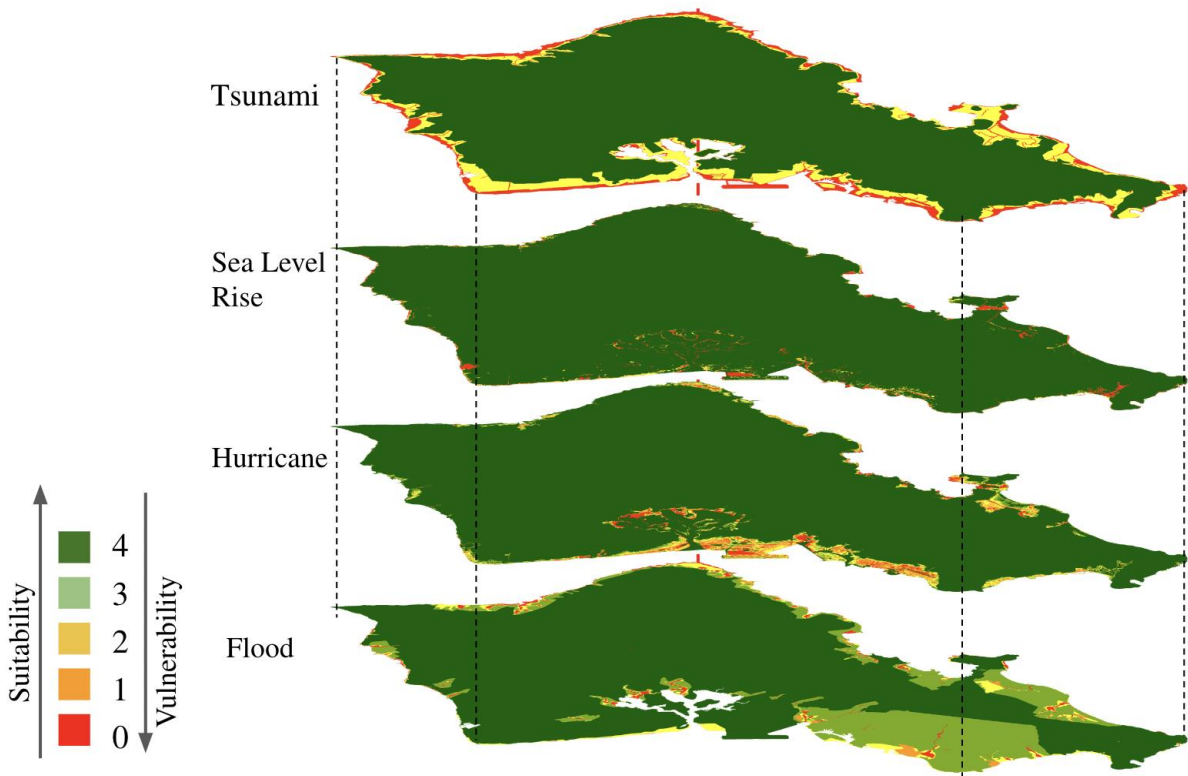 Tsunami
Sea Level
Rise
Hurricane
Flood
Suitability
4
3
2
1
0
Vulnerability